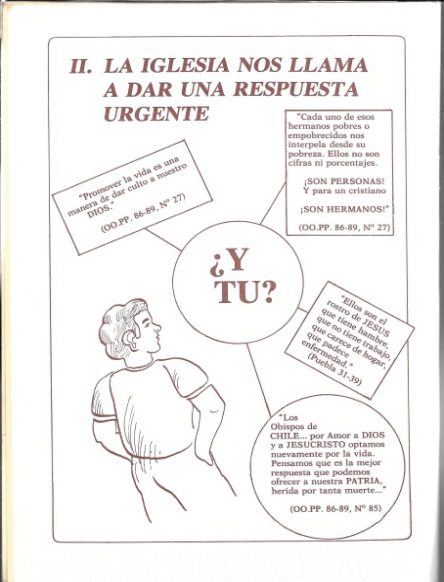 II. LA IGLESIA NOS LLAMA
A DAR UNA RESPUESTA
URGENTE
"Promover la vida es una
manera de dar culto a nuestro
DIOS."
(OO.PP. 86-89, Nº 27)
"Cada uno de esos
hermanos pobres o
empobrecidos nos
interpela desde su
pobreza. Ellos no son
cifras ni porcentajes.
¡SON PERSONAS!
Y para un cristiano
¡SON HERMANOS!"
(OO.PP. 86-89, Nº 27)
¿Y
TU?
"Ellos son el
rostro de JESUS
que tiene hambre,
que no tiene trabajo,
que carece de hogar,
que padece
enfermedad."
(Puebla 31-39)
"Los
Obispos de
CHILE... por Amor a DIOS
y a JESUCRISTO optamos
nuevamente por la vida.
Pensamos que es la mejor
respuesta que podemos
ofrecer a nuestra PATRIA,
herida por tanta muerte..."
(OO.PP. 86-89, Nº 85)